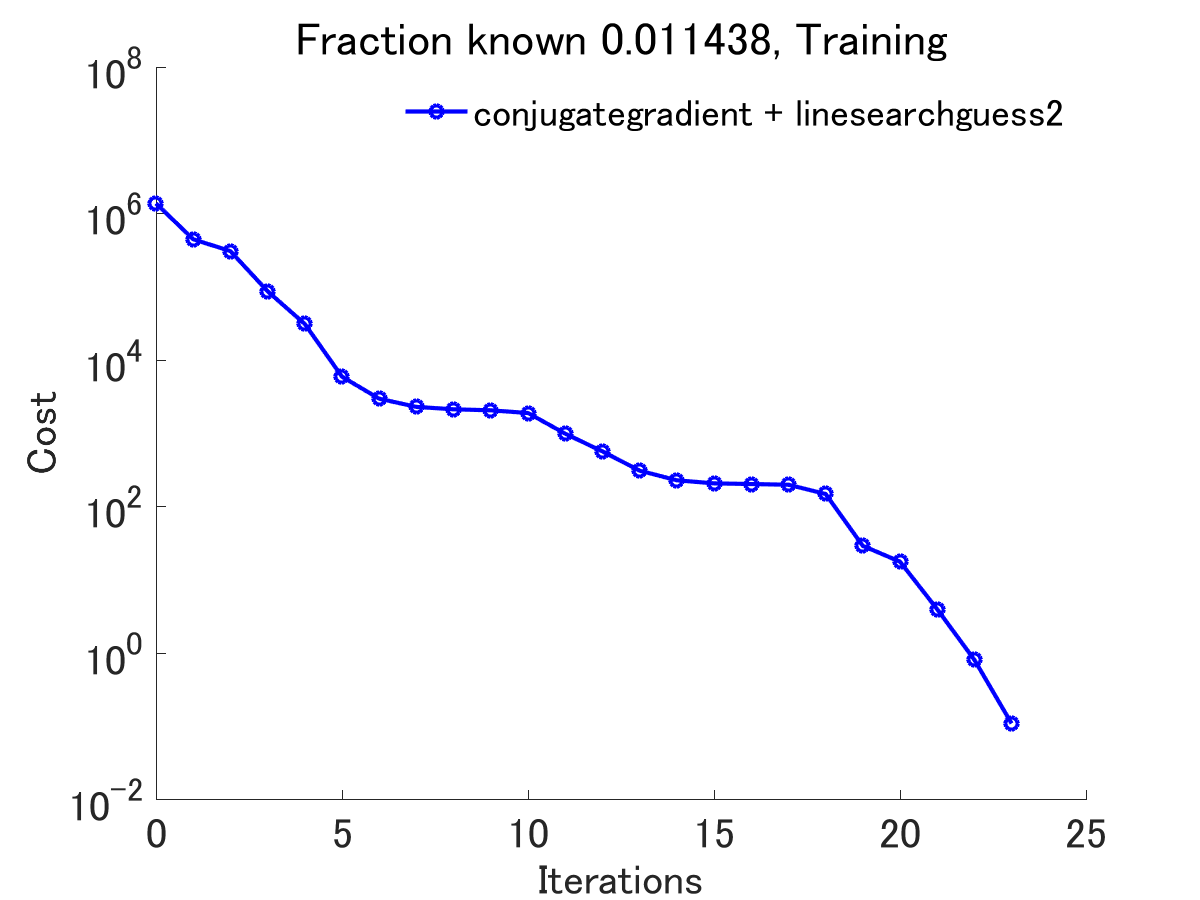 Fraction known 0.011438, Training
conjugategradient + linesearchguess2
10^8
10^6
10^4
10^2
10^0
10^-2
Cost
0 5 10 15 20 25
Iterations